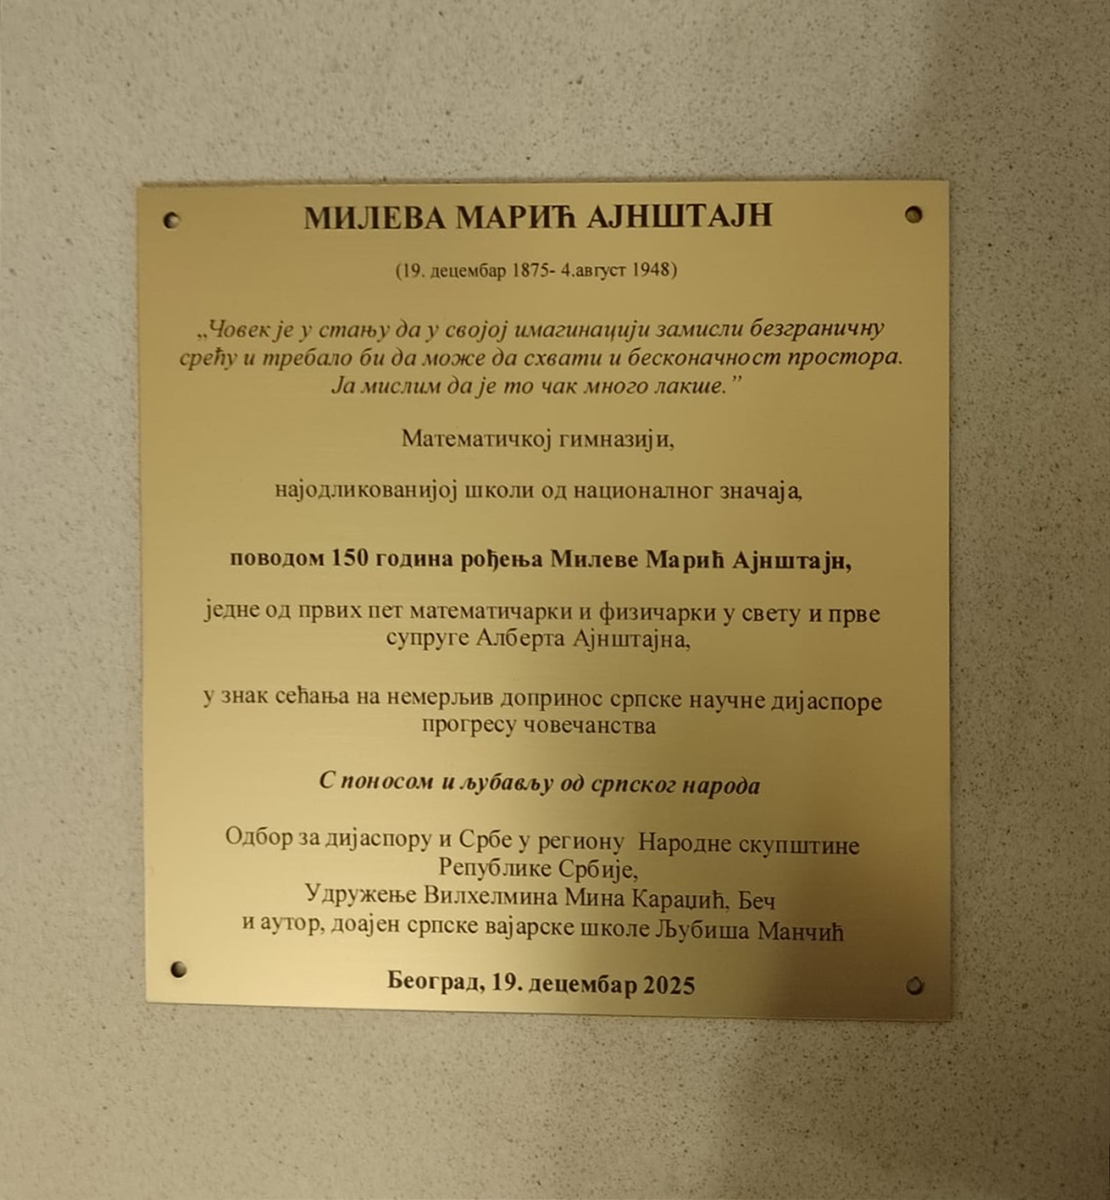 МИЛЕВА МАРИЋ АЈНШТАЈН
(19. децембар 1875- 4.август 1948)
„Човек је у стању да у својој имагинацији замисли безграничну
срећу и требало би да може да схвати и бесконачност простора.
Ја мислим да је то чак много лакше.”
Математичкој гимназији,
најодликованијој школи од националног значаја,
поводом 150 година рођења Милеве Марић Ајнштајн,
једне од првих пет математичарки и физичарки у свету и прве
супруге Алберта Ајнштајна,
у знак сећања на немерљив допринос српске научне дијаспоре
прогресу човечанства
С поносом и љубављу од српског народа
Одбор за дијаспору и Србе у региону Народне скупштине
Републике Србије,
Удружење Вилхелмина Мина Караџић, Беч
и аутор, доајен српске вајарске школе Љубиша Манчић
Београд, 19. децембар 2025